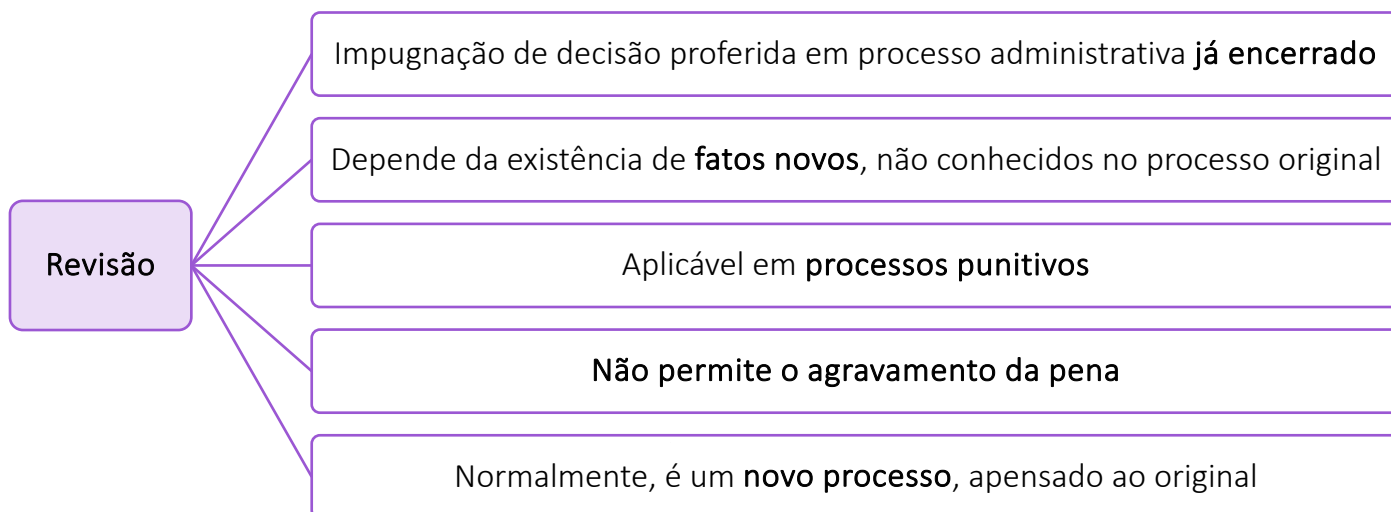 Impugnação de decisão proferida em processo administrativa já encerrado
Depende da existência de fatos novos, não conhecidos no processo original
Revisão
Aplicável em processos punitivos
Não permite o agravamento da pena
Normalmente, é um novo processo, apensado ao original